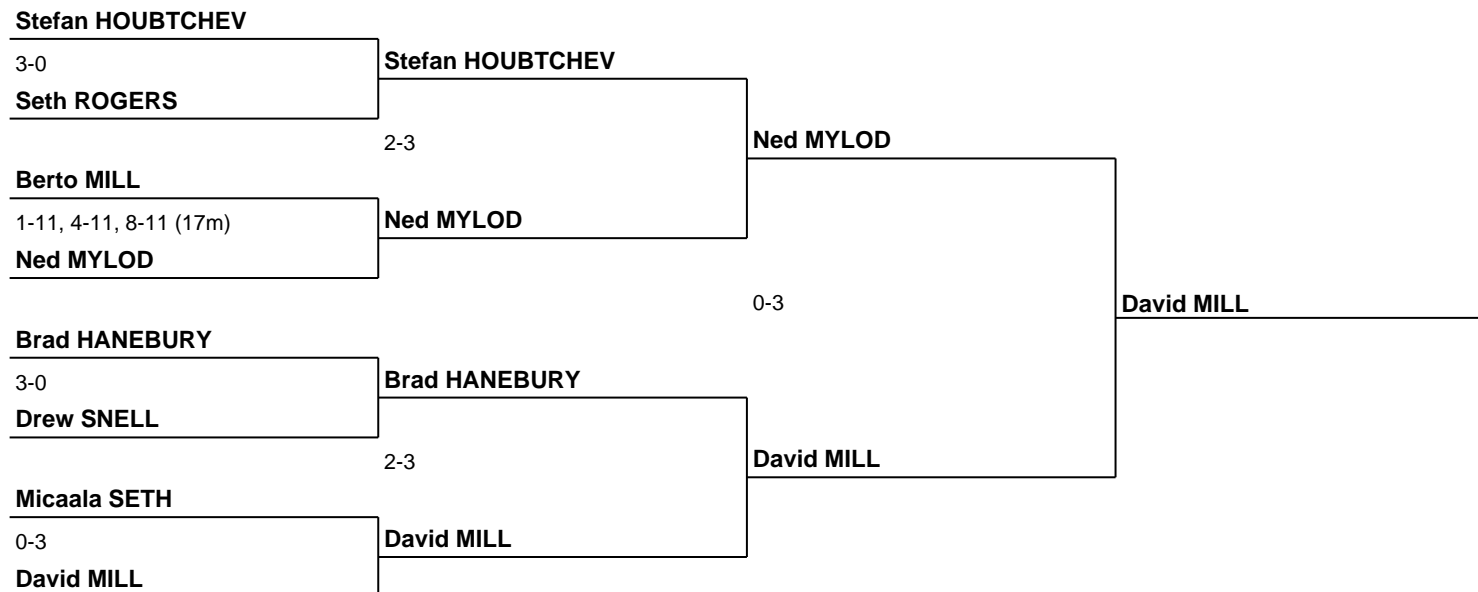 Stefan HOUBTCHEV
3-0
Stefan HOUBTCHEV
Seth ROGERS
2-3
Ned MYLOD
Berto MILL
1-11, 4-11, 8-11 (17m)
Ned MYLOD
Ned MYLOD
0-3
David MILL
Brad HANEBURY
3-0
Brad HANEBURY
Drew SNELL
2-3
David MILL
Micaala SETH
0-3
David MILL
David MILL